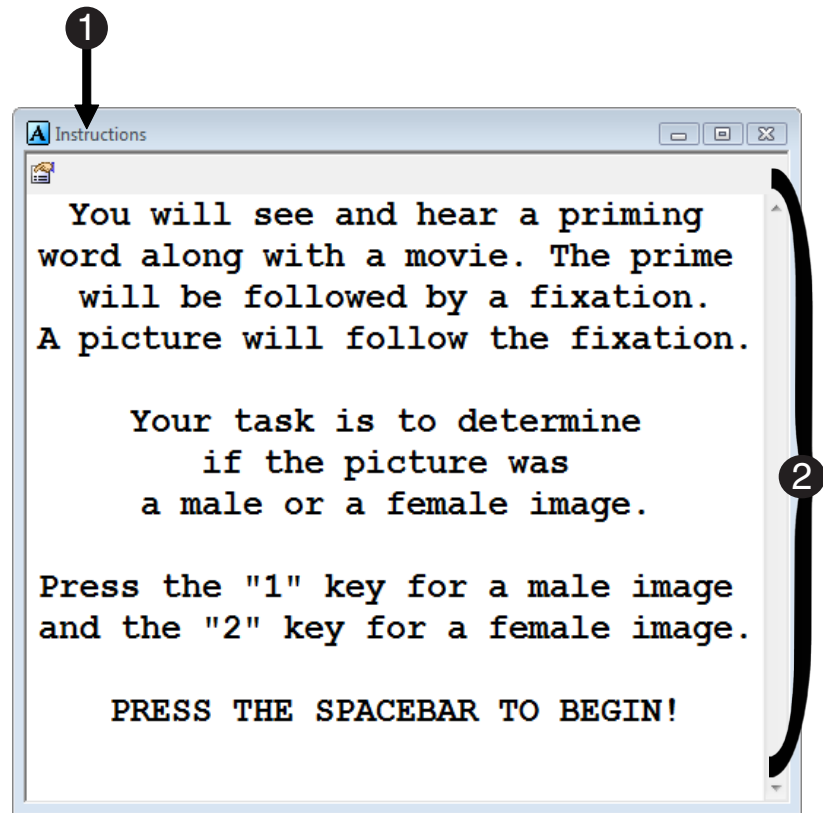 1
A Instructions
You will see and hear a priming
word along with a movie. The prime
will be followed by a fixation.
A picture will follow the fixation.
Your task is to determine
if the picture was
a male or a female image.
2
Press the "1" key for a male image
and the "2" key for a female image.
PRESS THE SPACEBAR TO BEGIN!